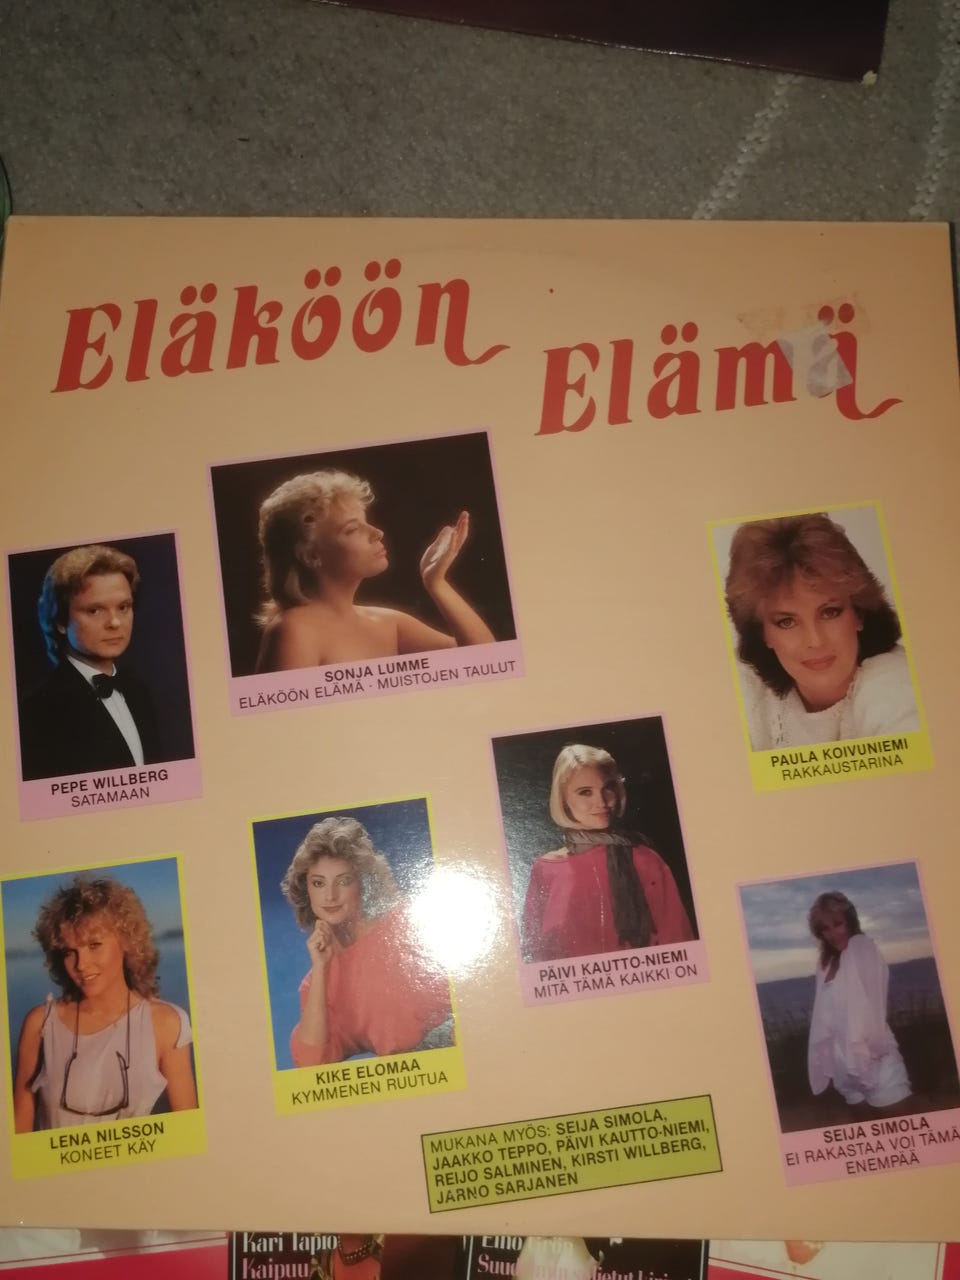 Eläköön
Elämä
SONJA LUMME
ELÄKÖÖN ELÄMÄ - MUISTOJEN TAULUT
PEPE WILLBERG
SATAMAAN
PAULA KOIVUNIEMI
RAKKAUSTARINA
PÄIVI KAUTTO-NIEMI
MITÄ TÄMÄ KAIKKI ON
KIKE ELOMAA
KYMMENEN RUUTUA
LENA NILSSON
KONEET KÄY
SEIJA SIMOLA
EI RAKASTAA VOI TÄMÄ
ENEMPÄÄ
MUKANA MYÖS: SEIJA SIMOLA,
JAAKKO TEPPO, PÄIVI KAUTTO-NIEMI,
REIJO SALMINEN, KIRSTI WILLBERG,
JARNO SARJANEN
Kari Tapio
Kaipuu